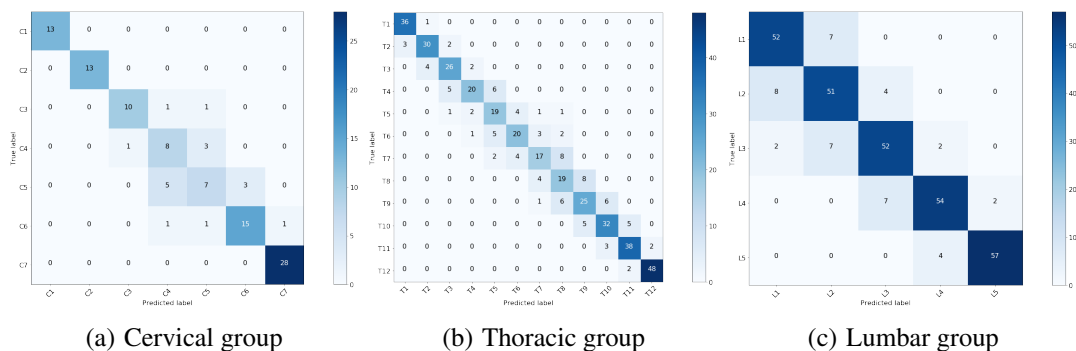 C1 13 0 0 0 0 0 0
C2 0 13 0 0 0 0 0
C3 0 0 10 1 1 0 0
C4 0 0 1 8 3 0 0
C5 0 0 0 5 7 3 0
C6 0 0 0 1 1 15 1
C7 0 0 0 0 0 0 28
True label
C1 C2 C3 C4 C5 C6 C7
Predicted label
25
20
15
10
5
0
(a) Cervical group
T1 36 1 0 0 0 0 0 0 0 0 0 0
T2 3 30 2 0 0 0 0 0 0 0 0 0
T3 0 4 26 2 0 0 0 0 0 0 0 0
T4 0 0 5 20 6 0 0 0 0 0 0 0
T5 0 0 1 2 19 4 1 1 0 0 0 0
T6 0 0 0 1 5 20 3 2 0 0 0 0
T7 0 0 0 0 2 4 17 8 0 0 0 0
T8 0 0 0 0 0 0 4 19 8 0 0 0
T9 0 0 0 0 0 0 1 6 25 6 0 0
T10 0 0 0 0 0 0 0 0 5 32 5 0
T11 0 0 0 0 0 0 0 0 0 3 38 2
T12 0 0 0 0 0 0 0 0 0 0 2 48
True label
T1 T2 T3 T4 T5 T6 T7 T8 T9 T10 T11 T12
Predicted label
40
30
20
10
0
(b) Thoracic group
L1 52 7 0 0 0
L2 8 51 4 0 0
L3 2 7 52 2 0
L4 0 0 7 54 2
L5 0 0 0 4 57
True label
L1 L2 L3 L4 L5
Predicted label
50
40
30
20
10
0
(c) Lumbar group